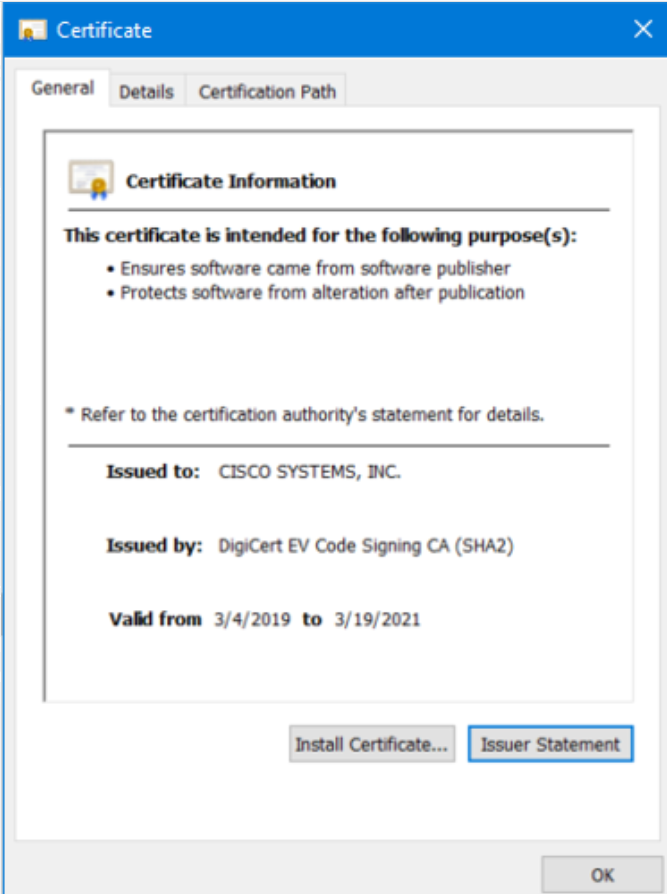 Certificate
General Details Certification Path
Certificate Information
This certificate is intended for the following purpose(s):
• Ensures software came from software publisher
• Protects software from alteration after publication
* Refer to the certification authority's statement for details.
Issued to: CISCO SYSTEMS, INC.
Issued by: DigiCert EV Code Signing CA (SHA2)
Valid from 3/4/2019 to 3/19/2021
Install Certificate... Issuer Statement
OK